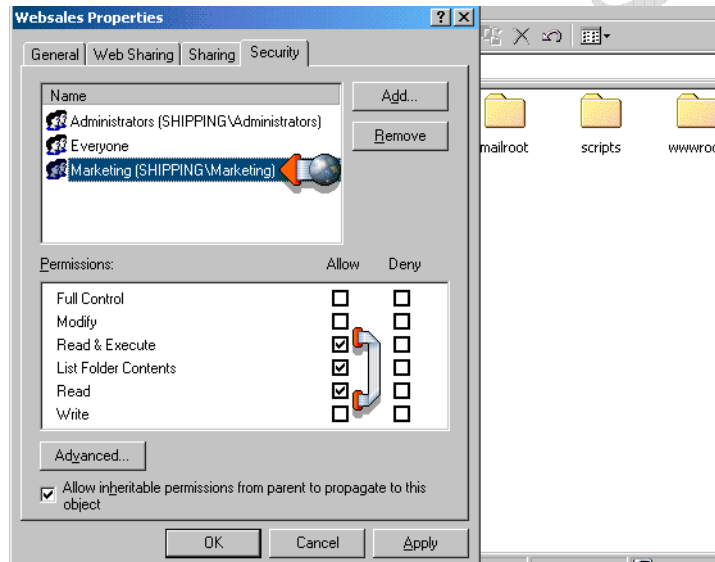 Websales Properties
General Web Sharing Sharing Security
Name
Administrators (SHIPPING\Administrators)
Everyone
Marketing (SHIPPING\Marketing)
Add...
Remove
Permissions: Allow Deny
Full Control
Modify
Read & Execute
List Folder Contents
Read
Write
Advanced...
Allow inheritable permissions from parent to propagate to this
object
OK Cancel Apply
mailroot scripts wwwroo